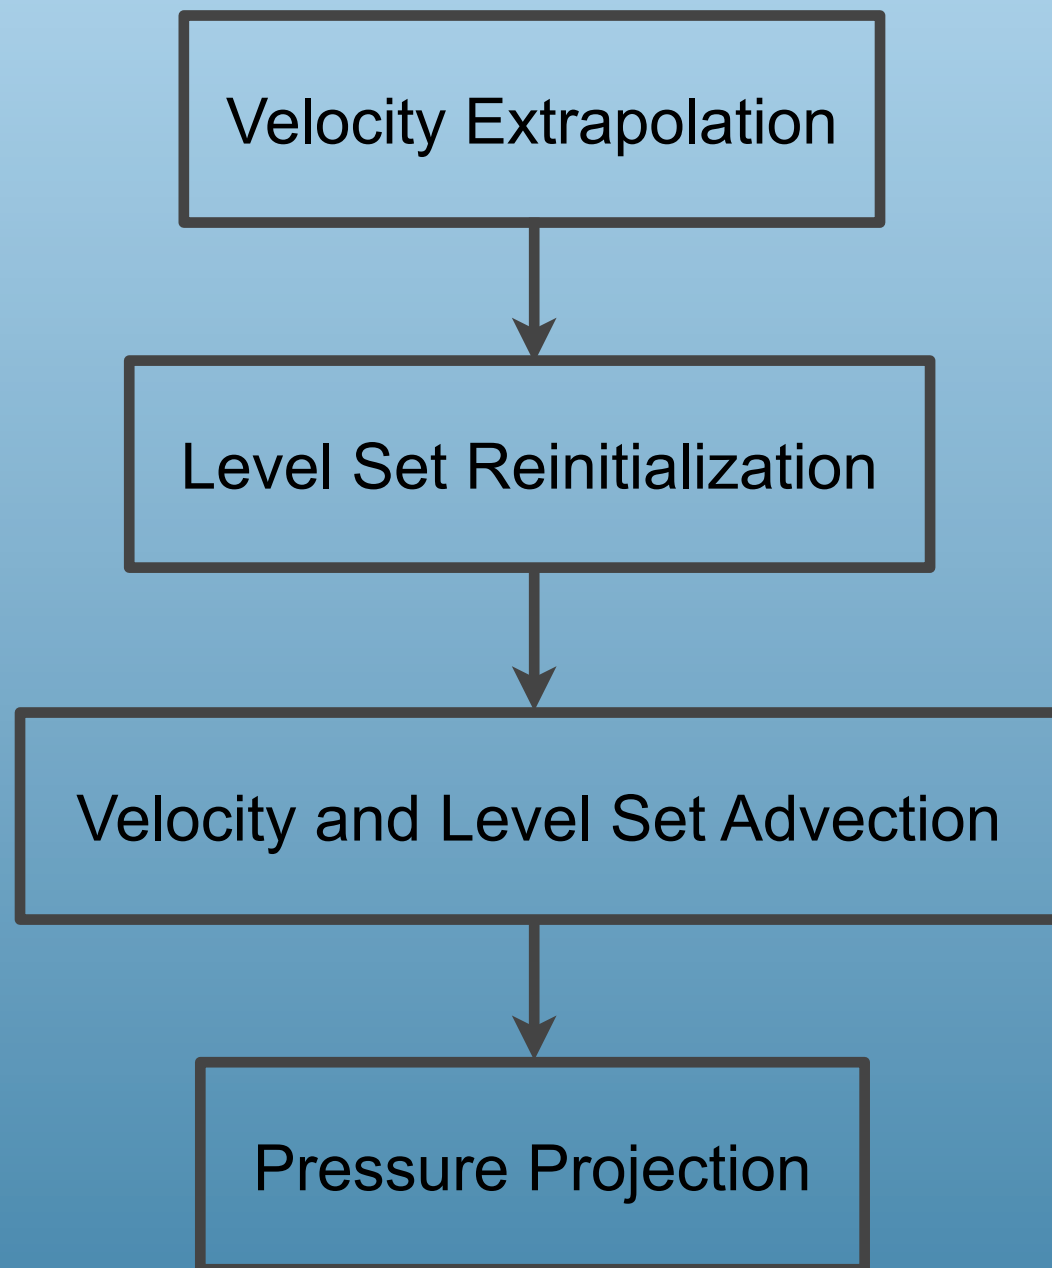 Velocity Extrapolation
Level Set Reinitialization
Velocity and Level Set Advection
Pressure Projection